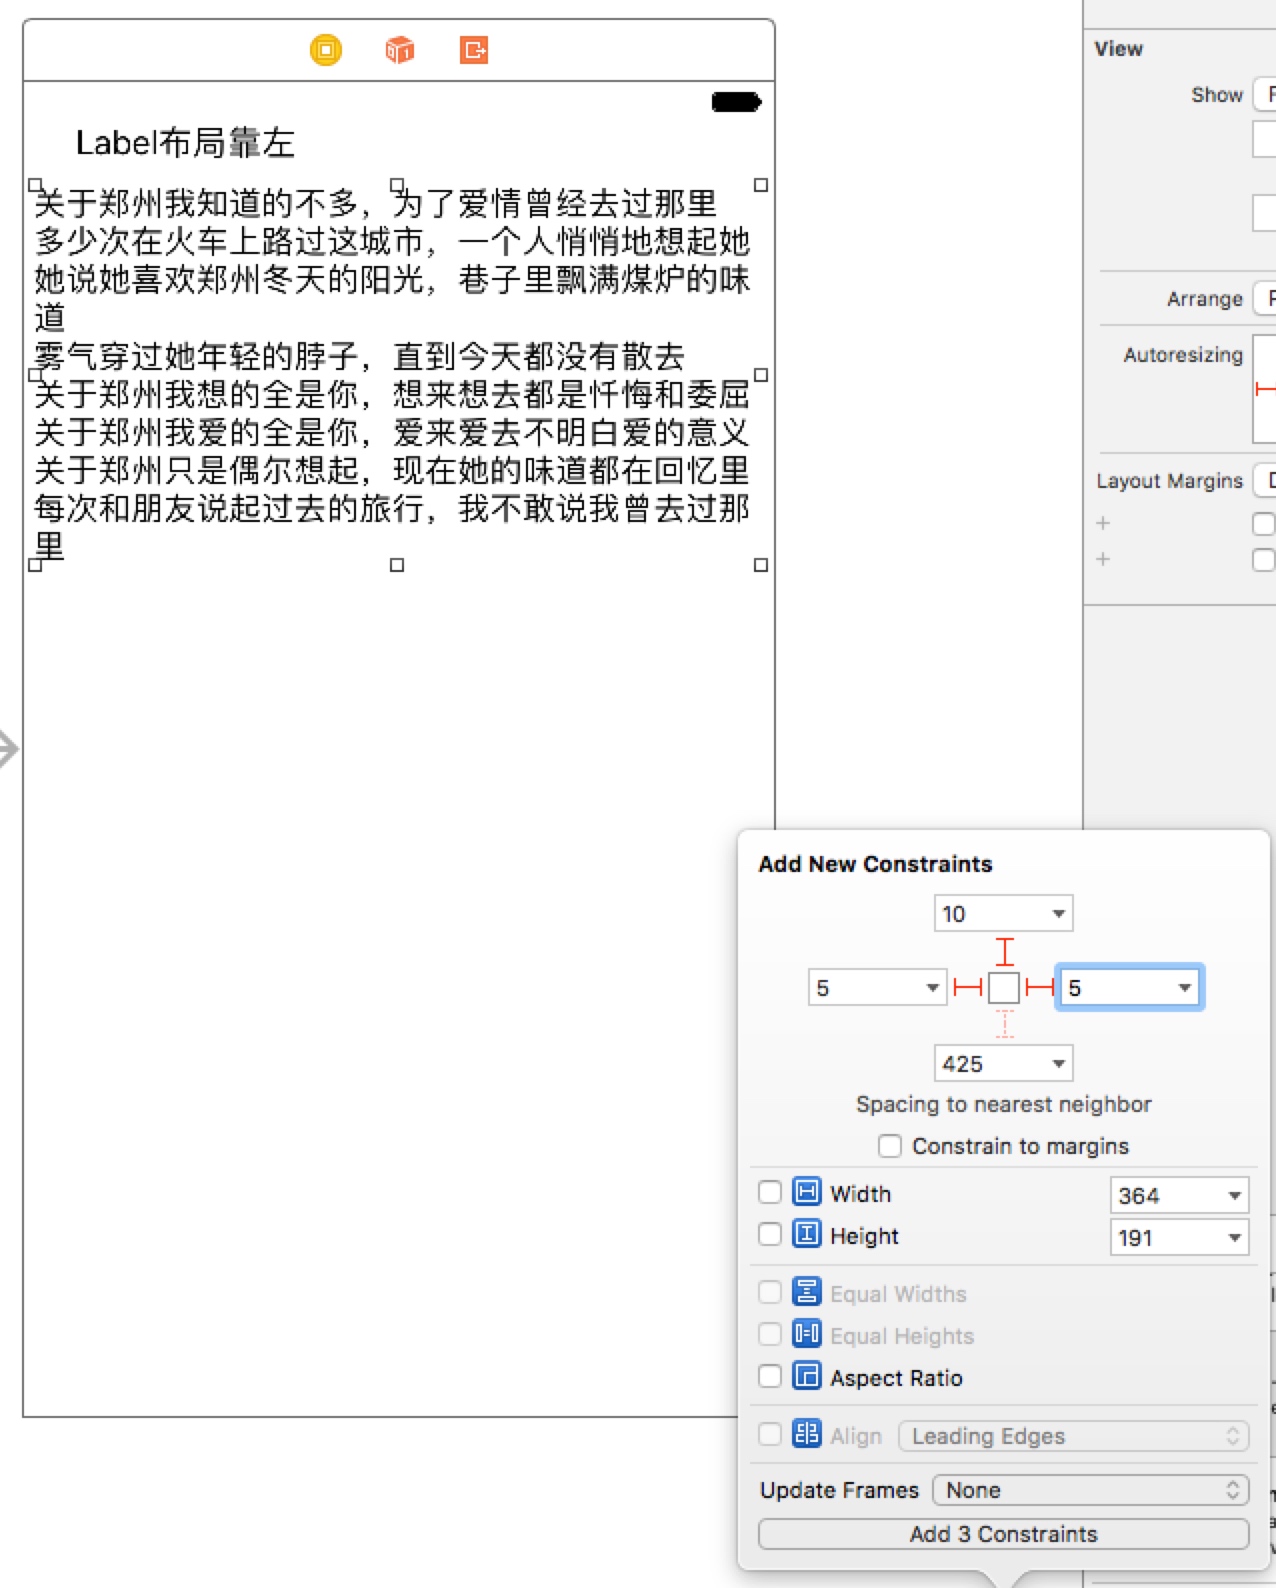 View
Show
Label布局靠左
关于郑州我知道的不多，为了爱情曾经去过那里
多少次在火车上路过这城市，一个人悄悄地想起她
她说她喜欢郑州冬天的阳光，巷子里飘满煤炉的味
道
雾气穿过她年轻的脖子，直到今天都没有散去
关于郑州我想的全是你，想来想去都是忏悔和委屈
关于郑州我爱的全是你，爱来爱去不明白爱的意义
关于郑州只是偶尔想起，现在她的味道都在回忆里
每次和朋友说起过去的旅行，我不敢说我曾去过那
里
Arrange
Autoresizing
Layout Margins
+
+
Add New Constraints
10
5
5
425
Spacing to nearest neighbor
Constrain to margins
Width
364
Height
191
Equal Widths
Equal Heights
Aspect Ratio
Align
Leading Edges
Update Frames
None
Add 3 Constraints